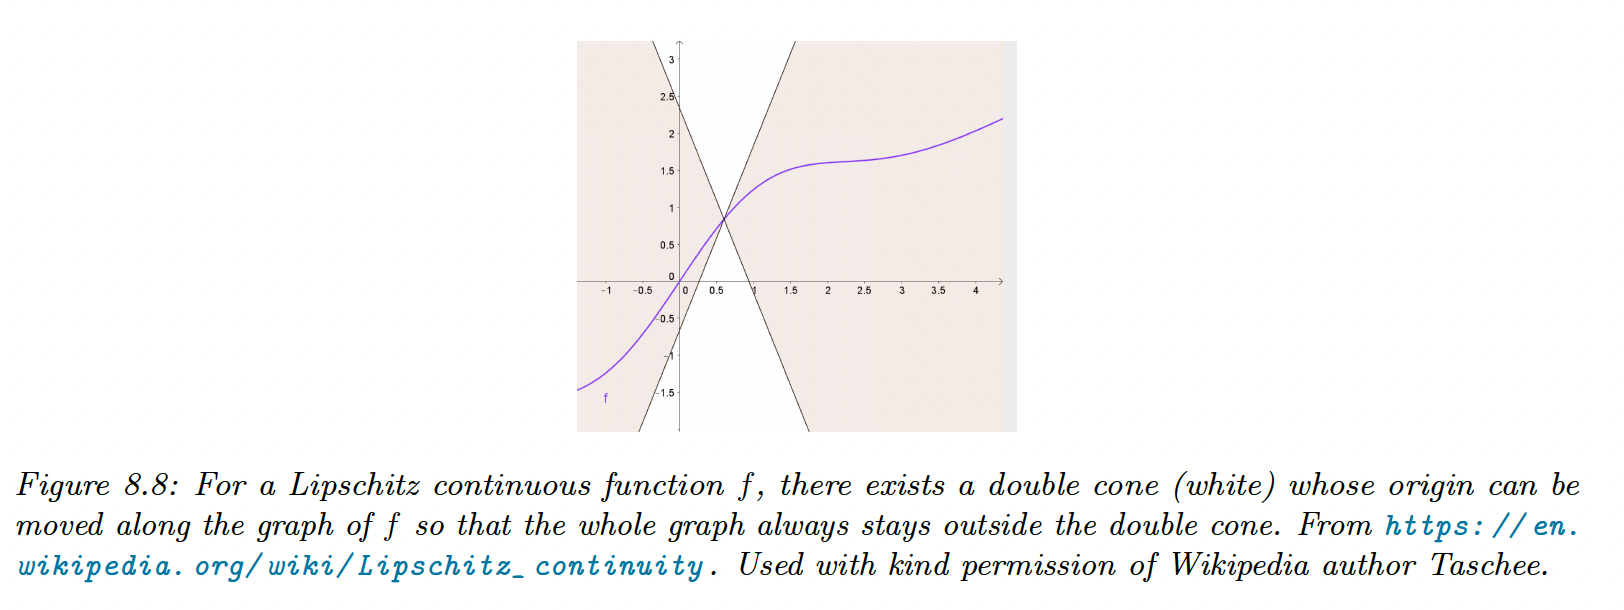 3
2.5
2
1.5
1
0.5
0
-1 -0.5 0 0.5 1 1.5 2 2.5 3 3.5 4
-0.5
-1
-1.5
f
Figure 8.8: For a Lipschitz continuous function f, there exists a double cone (white) whose origin can be
moved along the graph of f so that the whole graph always stays outside the double cone. From https://en.
wikipedia.org/wiki/Lipschitz_continuity. Used with kind permission of Wikipedia author Taschee.